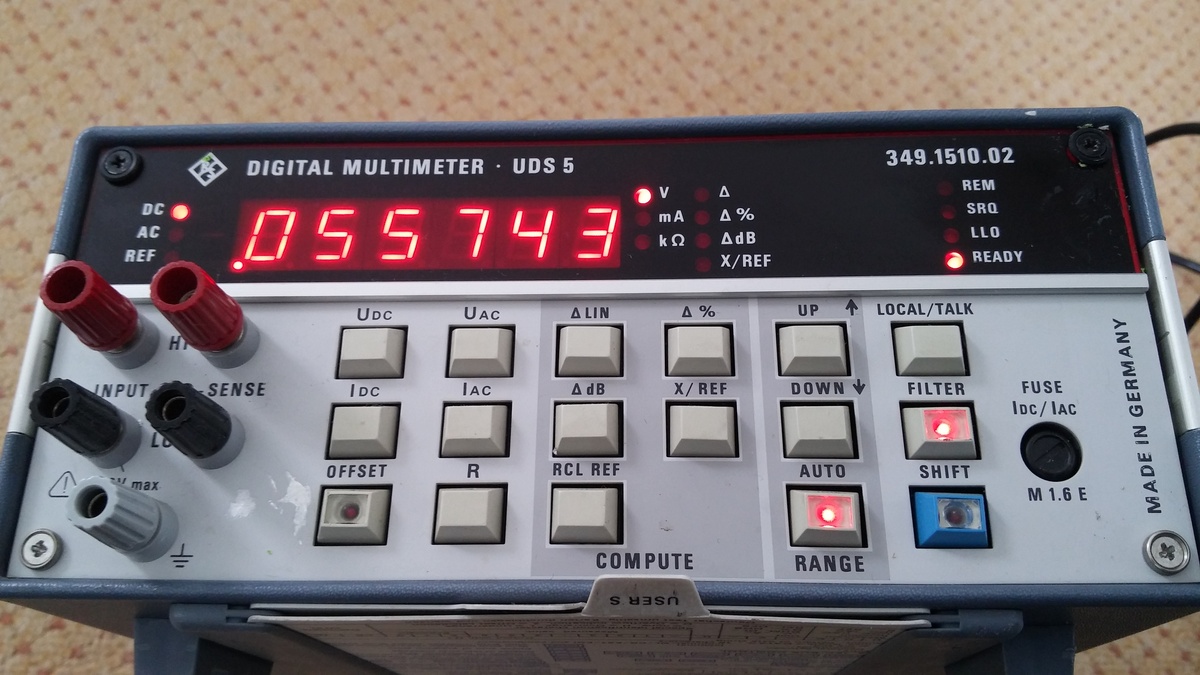 DIGITAL MULTIMETER · UDS 5
349.1510.02
DC
AC
REF
.055743
V
mA
kΩ
Δ
Δ %
ΔdB
X/REF
REM
SRQ
LLO
READY
UDC
UAC
Δ LIN
Δ %
UP ↑
LOCAL/TALK
HI
INPUT
SENSE
IDC
IAC
ΔdB
X/REF
DOWN ↓
FILTER
FUSE
IDC/IAC
OFFSET
R
RCL REF
AUTO
SHIFT
M 1.6 E
max
COMPUTE
RANGE
MADE IN GERMANY
USER'S